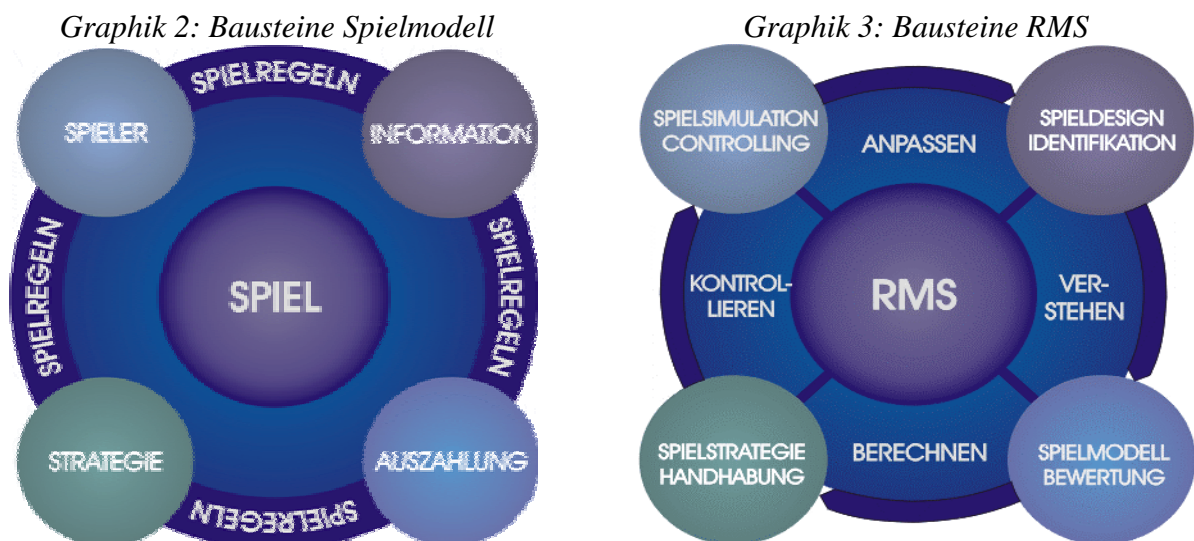 Graphik 2: Bausteine Spielmodell
SPIELREGELN
SPIELER
INFORMATION
SPIELREGELN
SPIEL
SPIELREGELN
STRATEGIE
AUSZAHLUNG
SPIELREGELN
Graphik 3: Bausteine RMS
SPIELSIMULATION
CONTROLLING
ANPASSEN
SPIELDESIGN
IDENTIFIKATION
KONTROL-
LIEREN
RMS
VER-
STEHEN
SPIELSTRATEGIE
HANDHABUNG
BERECHNEN
SPIELMODELL
BEWERTUNG